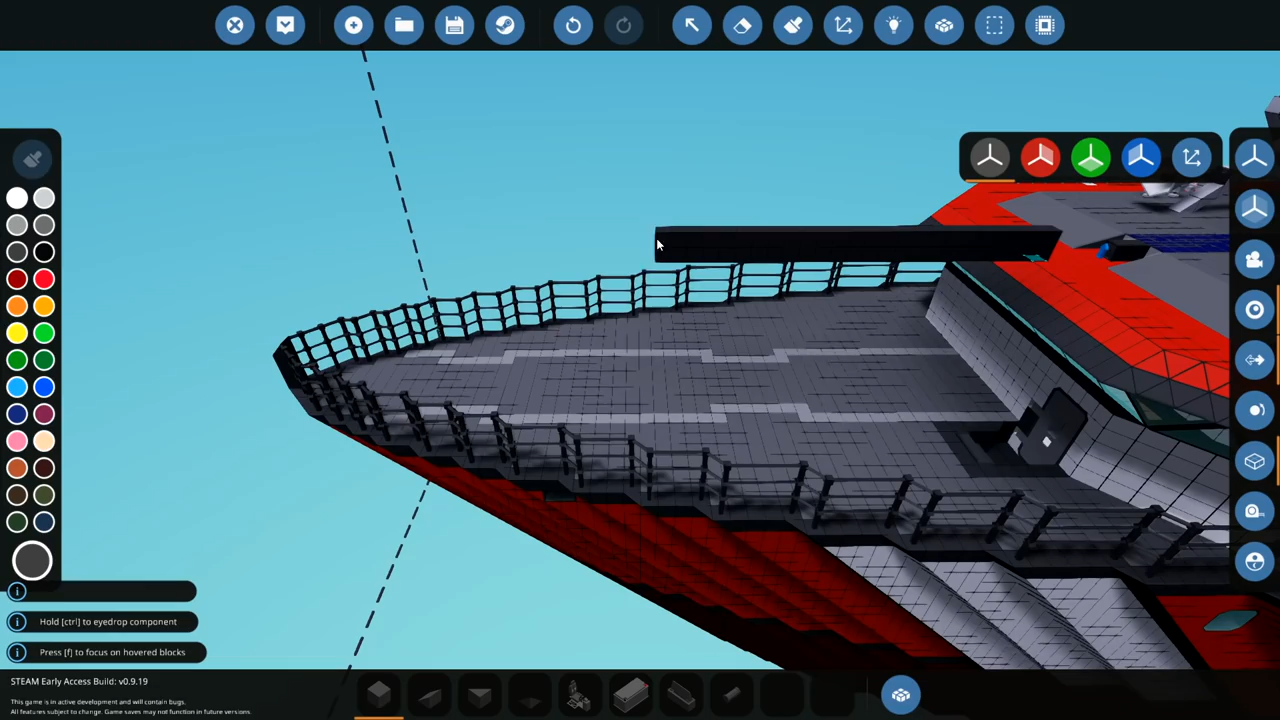 Hold [ctrl] to eyedrop component
Press [f] to focus on hovered blocks
STEAM Early Access Build: v0.9.19
This game is in active development and will contain bugs.
All features subject to change. Game saves may not function in future versions.